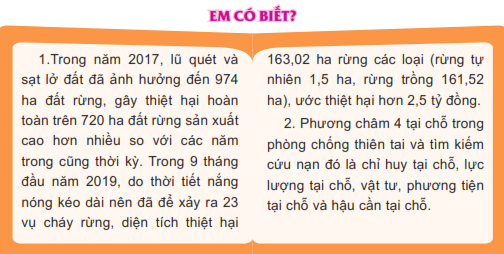 EM CÓ BIẾT?
1.Trong năm 2017, lũ quét và
sạt lở đất đã ảnh hưởng đến 974
ha đất rừng, gây thiệt hại hoàn
toàn trên 720 ha đất rừng sản xuất
cao hơn nhiều so với các năm
trong cũng thời kỳ. Trong 9 tháng
đầu năm 2019, do thời tiết nắng
nóng kéo dài nên đã để xảy ra 23
vụ cháy rừng, diện tích thiệt hại
163,02 ha rừng các loại (rừng tự
nhiên 1,5 ha, rừng trồng 161,52
ha), ước thiệt hại hơn 2,5 tỷ đồng.
2. Phương châm 4 tại chỗ trong
phòng chống thiên tai và tìm kiếm
cứu nạn đó là chỉ huy tại chỗ, lực
lượng tại chỗ, vật tư, phương tiện
tại chỗ và hậu cần tại chỗ.